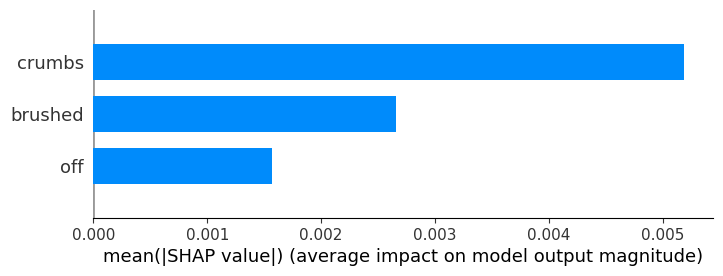 crumbs
brushed
off
0.000 0.001 0.002 0.003 0.004 0.005
mean(|SHAP value|) (average impact on model output magnitude)